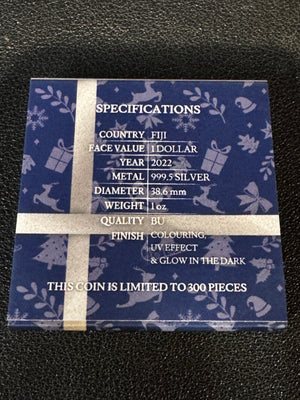 SPECIFICATIONS
COUNTRY FIJI
FACE VALUE 1 DOLLAR
YEAR 2022
METAL 999.5 SILVER
DIAMETER 38.6 mm
WEIGHT 1 oz.
QUALITY BU
FINISH COLOURING,
UV EFFECT
& GLOW IN THE DARK
THIS COIN IS LIMITED TO 300 PIECES